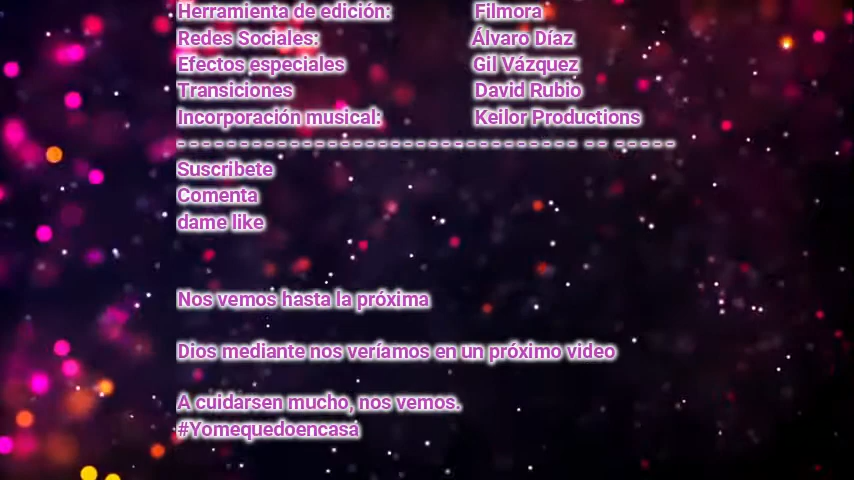 Herramienta de edición: Filmora
Redes Sociales: Álvaro Díaz
Efectos especiales Gil Vázquez
Transiciones David Rubio
Incorporación musical: Keilor Productions
- - - - - - - - - - - - - - - - - - - - - - - - - - - - - - - - -- -- - - - - -
Suscribete
Comenta
dame like
Nos vemos hasta la próxima
Dios mediante nos veríamos en un próximo video
A cuidarsen mucho, nos vemos.
#Yomequedoencasa